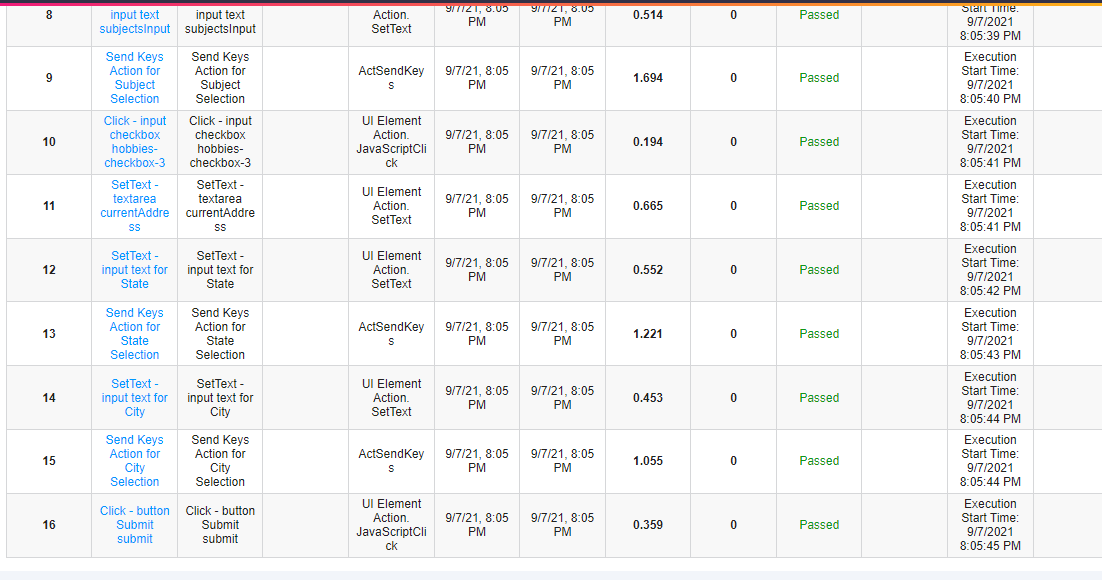 8
input text
subjectsInput
input text
subjectsInput
Action.
SetText
9/7/21, 8:05
PM
9/7/21, 8:05
PM
0.514
0
Passed
Start Time:
9/7/2021
8:05:39 PM
9
Send Keys
Action for
Subject
Selection
Send Keys
Action for
Subject
Selection
ActSendKey
s
9/7/21, 8:05
PM
9/7/21, 8:05
PM
1.694
0
Passed
Execution
Start Time:
9/7/2021
8:05:40 PM
10
Click - input
checkbox
hobbies-
checkbox-3
Click - input
checkbox
hobbies-
checkbox-3
UI Element
Action.
JavaScriptCli
ck
9/7/21, 8:05
PM
9/7/21, 8:05
PM
0.194
0
Passed
Execution
Start Time:
9/7/2021
8:05:41 PM
11
SetText -
textarea
currentAddre
ss
SetText -
textarea
currentAddre
ss
UI Element
Action.
SetText
9/7/21, 8:05
PM
9/7/21, 8:05
PM
0.665
0
Passed
Execution
Start Time:
9/7/2021
8:05:41 PM
12
SetText -
input text for
State
SetText -
input text for
State
UI Element
Action.
SetText
9/7/21, 8:05
PM
9/7/21, 8:05
PM
0.552
0
Passed
Execution
Start Time:
9/7/2021
8:05:42 PM
13
Send Keys
Action for
State
Selection
Send Keys
Action for
State
Selection
ActSendKey
s
9/7/21, 8:05
PM
9/7/21, 8:05
PM
1.221
0
Passed
Execution
Start Time:
9/7/2021
8:05:43 PM
14
SetText -
input text for
City
SetText -
input text for
City
UI Element
Action.
SetText
9/7/21, 8:05
PM
9/7/21, 8:05
PM
0.453
0
Passed
Execution
Start Time:
9/7/2021
8:05:44 PM
15
Send Keys
Action for
City
Selection
Send Keys
Action for
City
Selection
ActSendKey
s
9/7/21, 8:05
PM
9/7/21, 8:05
PM
1.055
0
Passed
Execution
Start Time:
9/7/2021
8:05:44 PM
16
Click - button
Submit
submit
Click - button
Submit
submit
UI Element
Action.
JavaScriptCli
ck
9/7/21, 8:05
PM
9/7/21, 8:05
PM
0.359
0
Passed
Execution
Start Time:
9/7/2021
8:05:45 PM